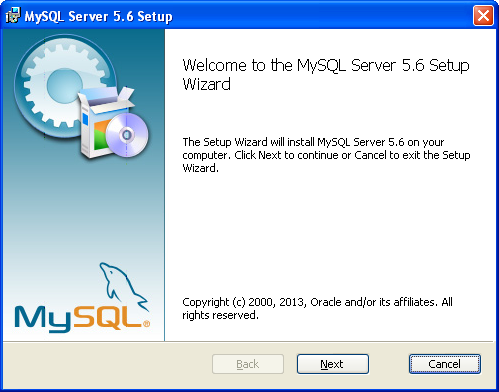 MySQL Server 5.6 Setup
Welcome to the MySQL Server 5.6 Setup
Wizard
The Setup Wizard will install MySQL Server 5.6 on your
computer. Click Next to continue or Cancel to exit the Setup
Wizard.
MySQL®
Copyright (c) 2000, 2013, Oracle and/or its affiliates. All
rights reserved.
Back Next Cancel